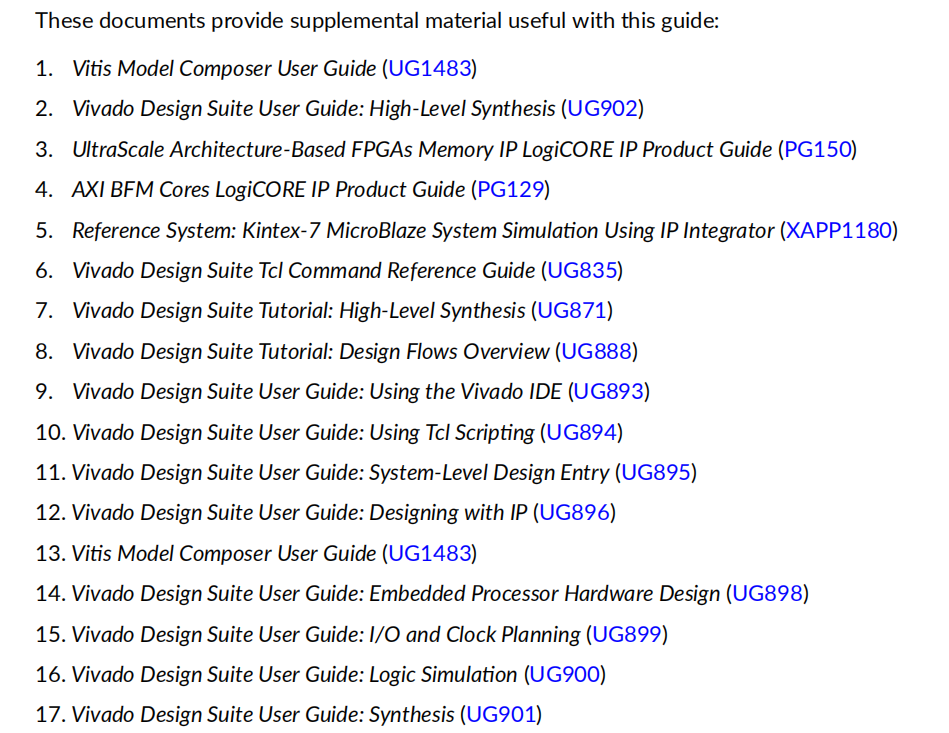 These documents provide supplemental material useful with this guide:
1. Vitis Model Composer User Guide (UG1483)
2. Vivado Design Suite User Guide: High-Level Synthesis (UG902)
3. UltraScale Architecture-Based FPGAs Memory IP LogiCORE IP Product Guide (PG150)
4. AXI BFM Cores LogiCORE IP Product Guide (PG129)
5. Reference System: Kintex-7 MicroBlaze System Simulation Using IP Integrator (XAPP1180)
6. Vivado Design Suite Tcl Command Reference Guide (UG835)
7. Vivado Design Suite Tutorial: High-Level Synthesis (UG871)
8. Vivado Design Suite Tutorial: Design Flows Overview (UG888)
9. Vivado Design Suite User Guide: Using the Vivado IDE (UG893)
10. Vivado Design Suite User Guide: Using Tcl Scripting (UG894)
11. Vivado Design Suite User Guide: System-Level Design Entry (UG895)
12. Vivado Design Suite User Guide: Designing with IP (UG896)
13. Vitis Model Composer User Guide (UG1483)
14. Vivado Design Suite User Guide: Embedded Processor Hardware Design (UG898)
15. Vivado Design Suite User Guide: I/O and Clock Planning (UG899)
16. Vivado Design Suite User Guide: Logic Simulation (UG900)
17. Vivado Design Suite User Guide: Synthesis (UG901)